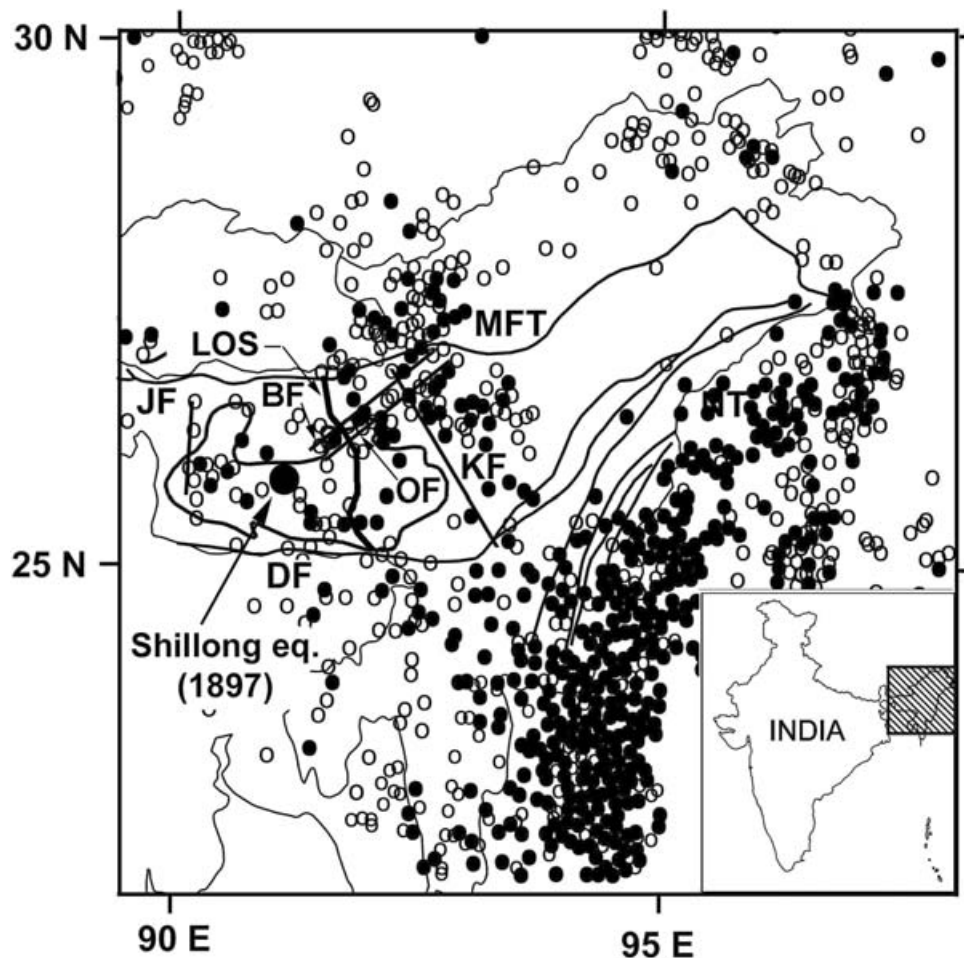 30 N
MFT
LOS
NT
JF
BF
KF
OF
25 N
DF
Shillong eq.
(1897)
INDIA
90 E
95 E